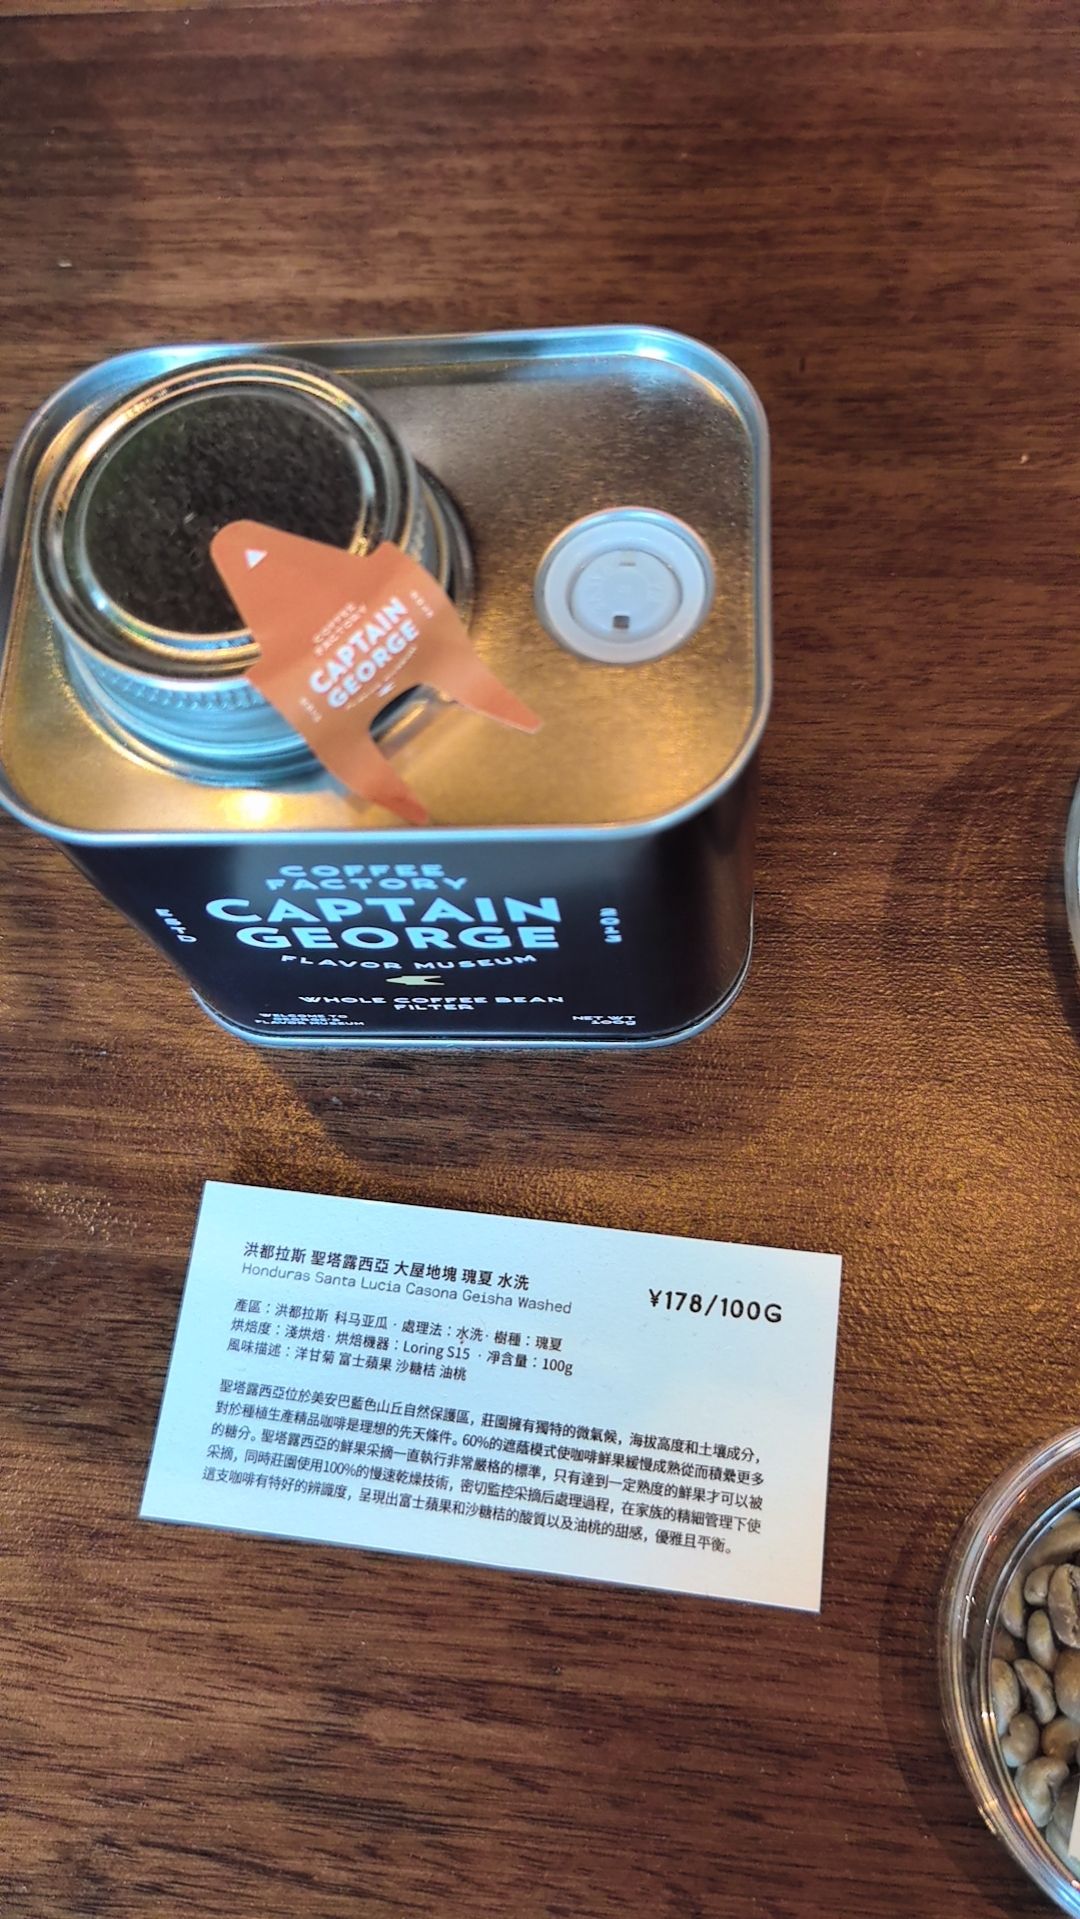 COFFEE
FACTORY
CAPTAIN
GEORGE
COFFEE
FACTORY
CAPTAIN
GEORGE
ESTD
2013
FLAVOR MUSEUM
WHOLE COFFEE BEAN
FILTER
WELCOME TO
GEORGE'S
FLAVOR MUSEUM
NET WT
100g
洪都拉斯 聖塔露西亞 大屋地塊 瑰夏 水洗
Honduras Santa Lucia Casona Geisha Washed
¥178/100G
產區：洪都拉斯 科马亚瓜 · 處理法：水洗 · 樹種：瑰夏
烘焙度：淺烘焙 · 烘焙機器：Loring S15 · 凈含量：100g
風味描述：洋甘菊 富士蘋果 沙糖桔 油桃
聖塔露西亞位於美安巴藍色山丘自然保護區，莊園擁有獨特的微氣候，海拔高度和土壤成分，
對於種植生產精品咖啡是理想的先天條件。60%的遮蔭模式使咖啡鮮果緩慢成熟從而積纍更多
的糖分。聖塔露西亞的鮮果采摘一直執行非常嚴格的標準，只有達到一定熟度的鮮果才可以被
采摘，同時莊園使用100%的慢速乾燥技術，密切監控采摘后處理過程，在家族的精細管理下使
這支咖啡有特好的辨識度，呈現出富士蘋果和沙糖桔的酸質以及油桃的甜感，優雅且平衡。